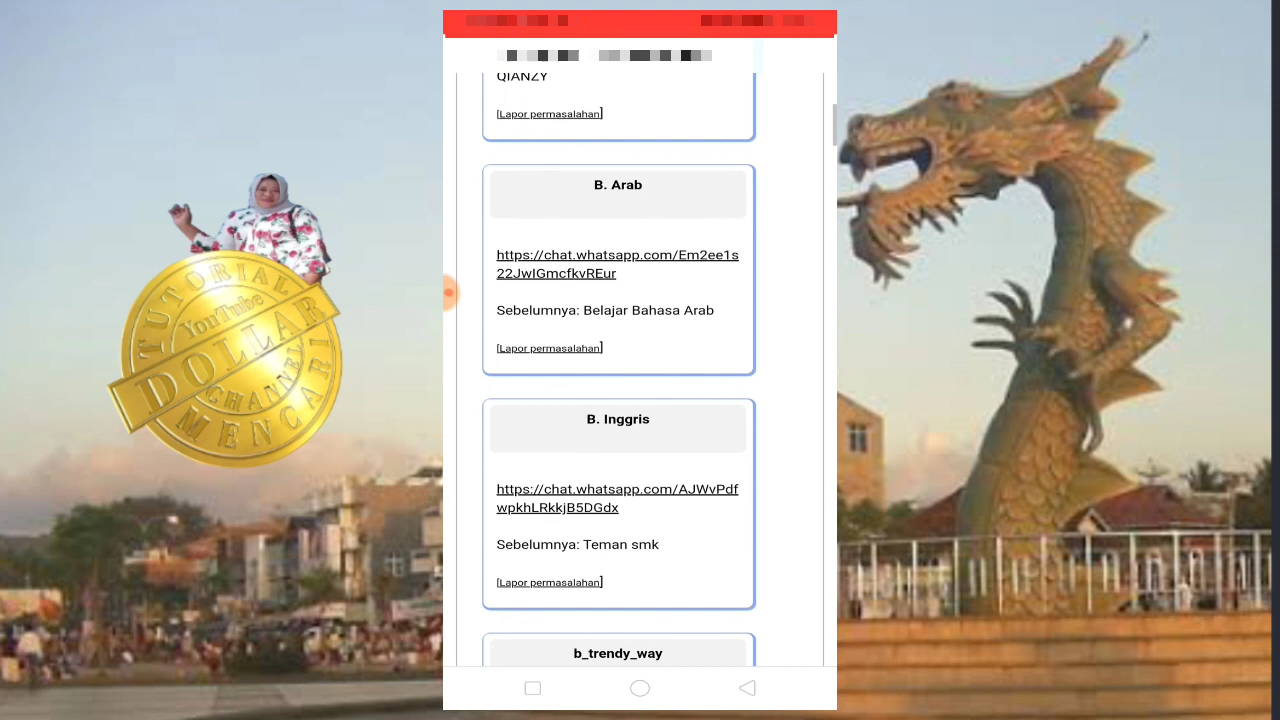 QIANZY
[Lapor permasalahan]
B. Arab
https://chat.whatsapp.com/Em2ee1s
22JwIGmcfkvREur
Sebelumnya: Belajar Bahasa Arab
[Lapor permasalahan]
B. Inggris
https://chat.whatsapp.com/AJWvPdf
wpkhLRkkjB5DGdx
Sebelumnya: Teman smk
[Lapor permasalahan]
b_trendy_way
TUTORIAL
YouTube
DOLLAR
CHANNEL
MENCARI